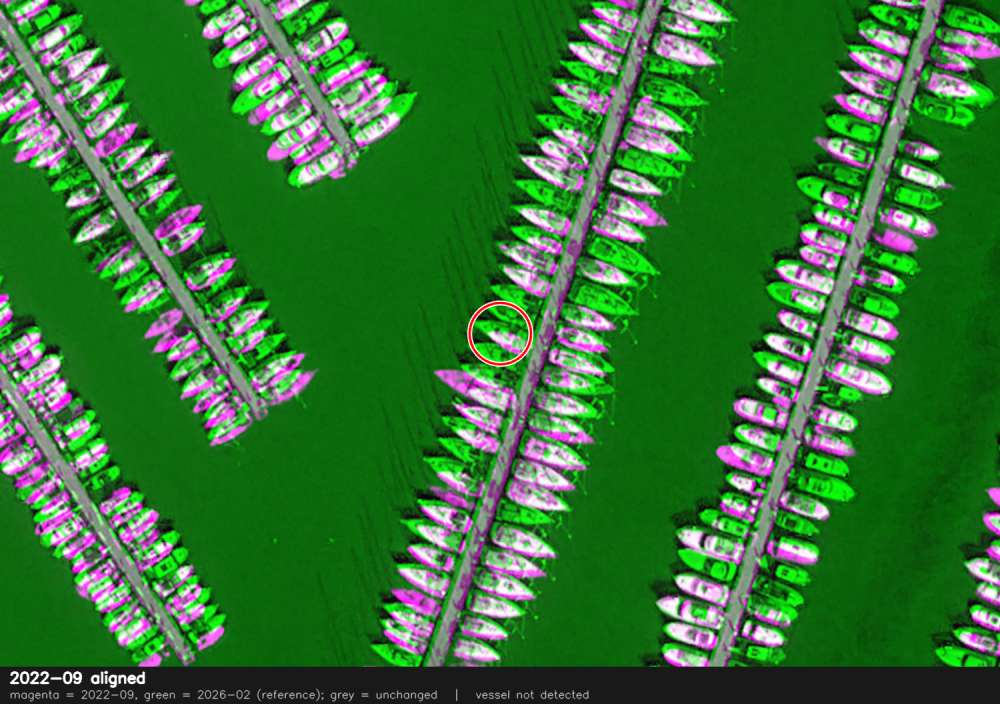 2022-09 aligned
magenta = 2022-09, green = 2026-02 (reference); grey = unchanged | vessel not detected